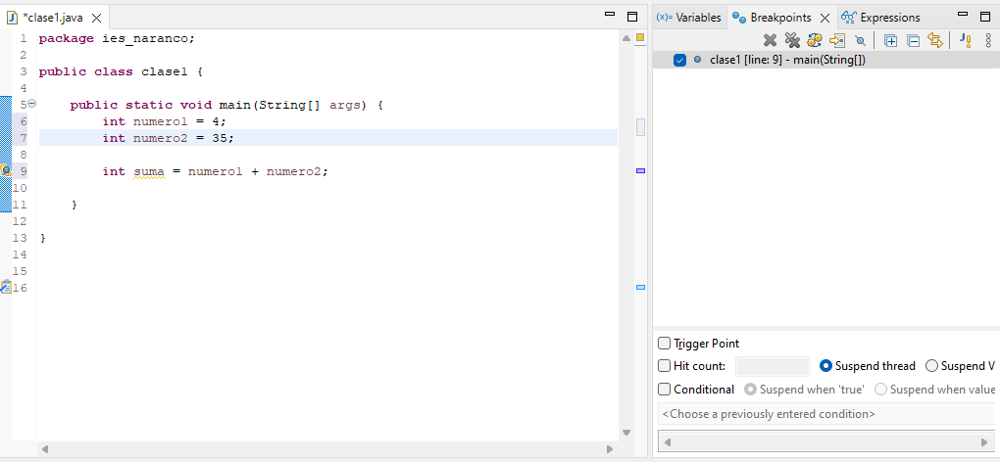 *clase1.java
1 package ies_naranco;
2
3 public class clase1 {
4
5 public static void main(String[] args) {
6 int numero1 = 4;
7 int numero2 = 35;
8
9 int suma = numero1 + numero2;
10
11 }
12
13 }
14
15
16
(x)= Variables Breakpoints Expressions
clase1 [line: 9] - main(String[])
Trigger Point
Hit count: Suspend thread Suspend V
Conditional Suspend when 'true' Suspend when value
<Choose a previously entered condition>